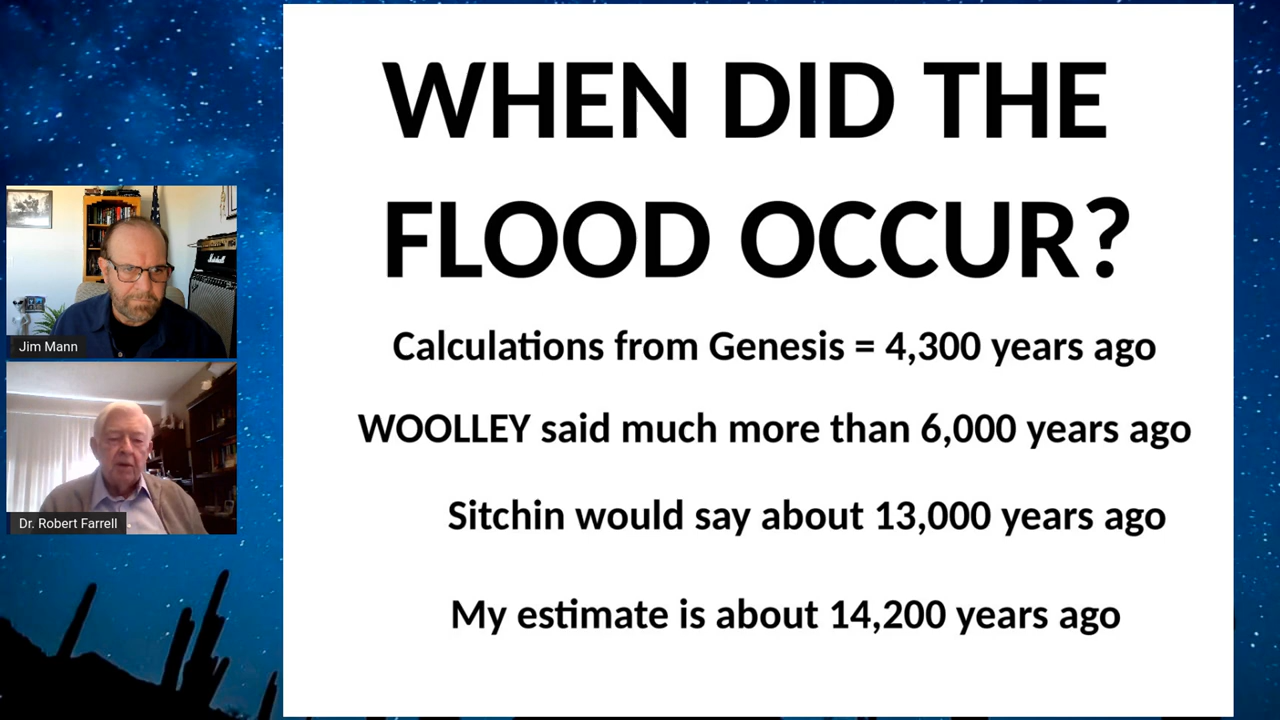 WHEN DID THE
FLOOD OCCUR?
Calculations from Genesis = 4,300 years ago
WOOLLEY said much more than 6,000 years ago
Sitchin would say about 13,000 years ago
My estimate is about 14,200 years ago
Marshall
Jim Mann
Dr. Robert Farrell